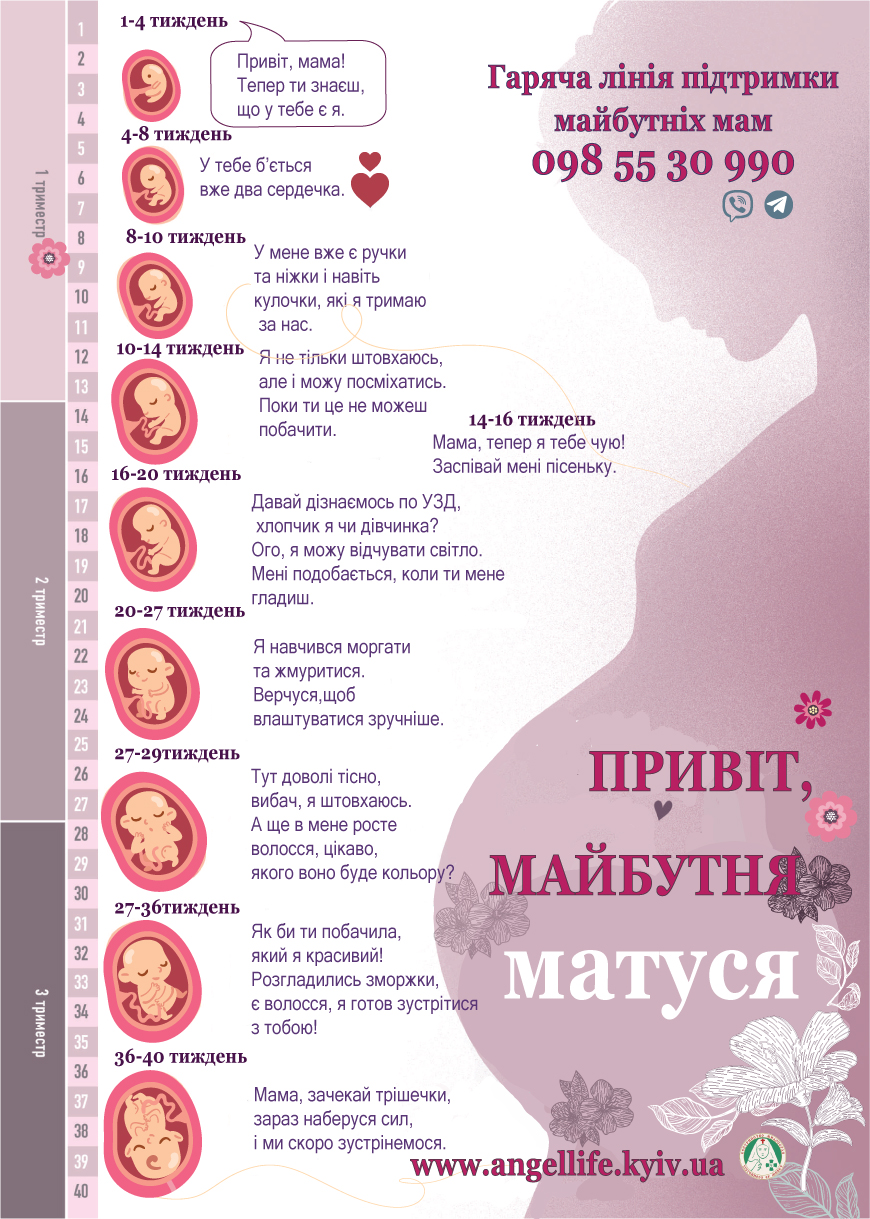 1
2
3
4
5
6
7
8
9
10
11
12
13
14
15
16
17
18
19
20
21
22
23
24
25
26
27
28
29
30
31
32
33
34
35
36
37
38
39
40
1 триместр
2 триместр
3 триместр
1-4 тиждень
Привіт, мама!
Тепер ти знаєш,
що у тебе є я.
4-8 тиждень
У тебе б’ється
вже два сердечка.
8-10 тиждень
У мене вже є ручки
та ніжки і навіть
кулочки, які я тримаю
за нас.
10-14 тиждень
Я не тільки штовхаюсь,
але і можу посміхатись.
Поки ти це не можеш
побачити.
14-16 тиждень
Мама, тепер я тебе чую!
Заспівай мені пісеньку.
16-20 тиждень
Давай дізнаємось по УЗД,
хлопчик я чи дівчинка?
Ого, я можу відчувати світло.
Мені подобається, коли ти мене
гладиш.
20-27 тиждень
Я навчився моргати
та жмуритися.
Верчуся,щоб
влаштуватися зручніше.
27-29тиждень
Тут доволі тісно,
вибач, я штовхаюсь.
А ще в мене росте
волосся, цікаво,
якого воно буде кольору?
27-36тиждень
Як би ти побачила,
який я красивий!
Розгладились зморжки,
є волосся, я готов зустрітися
з тобою!
36-40 тиждень
Мама, зачекай трішечки,
зараз наберуся сил,
і ми скоро зустрінемося.
Гаряча лінія підтримки
майбутніх мам
098 55 30 990
ПРИВІТ,
МАЙБУТНЯ
матуся
www.angellife.kyiv.ua